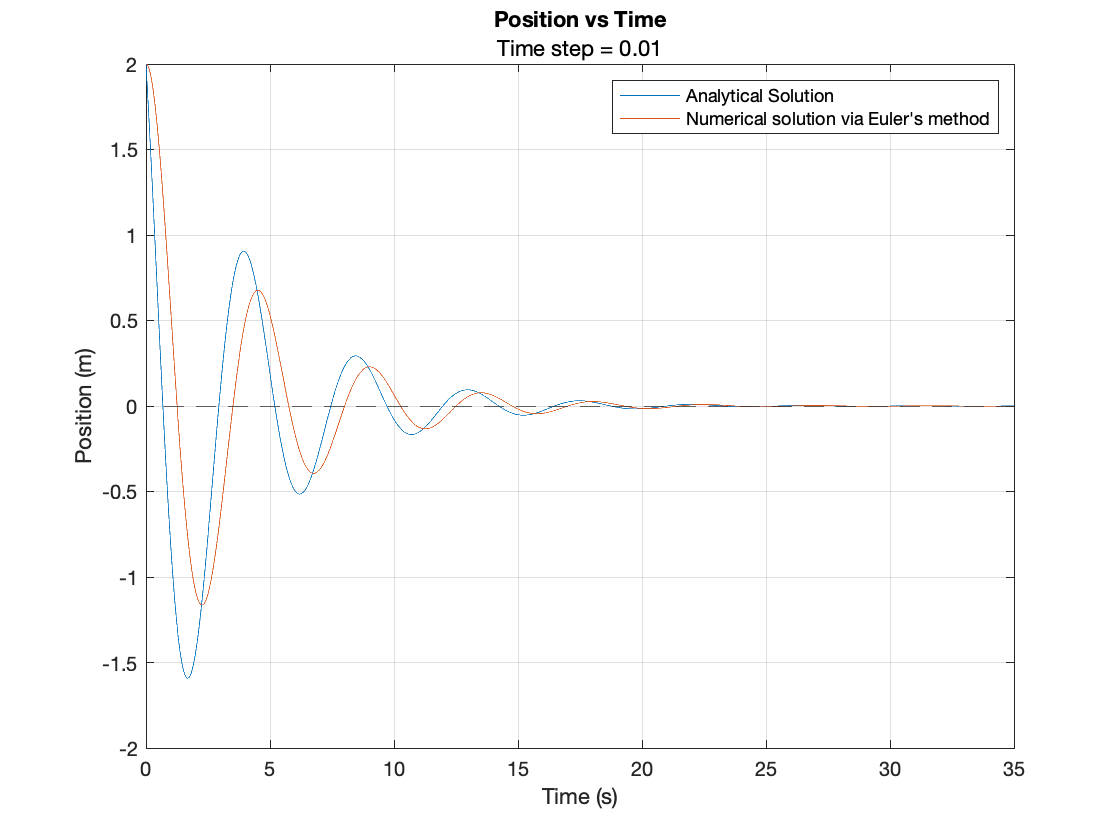 Position vs Time
Time step = 0.01
Analytical Solution
Numerical solution via Euler's method
2
1.5
1
0.5
0
-0.5
-1
-1.5
-2
Position (m)
0 5 10 15 20 25 30 35
Time (s)